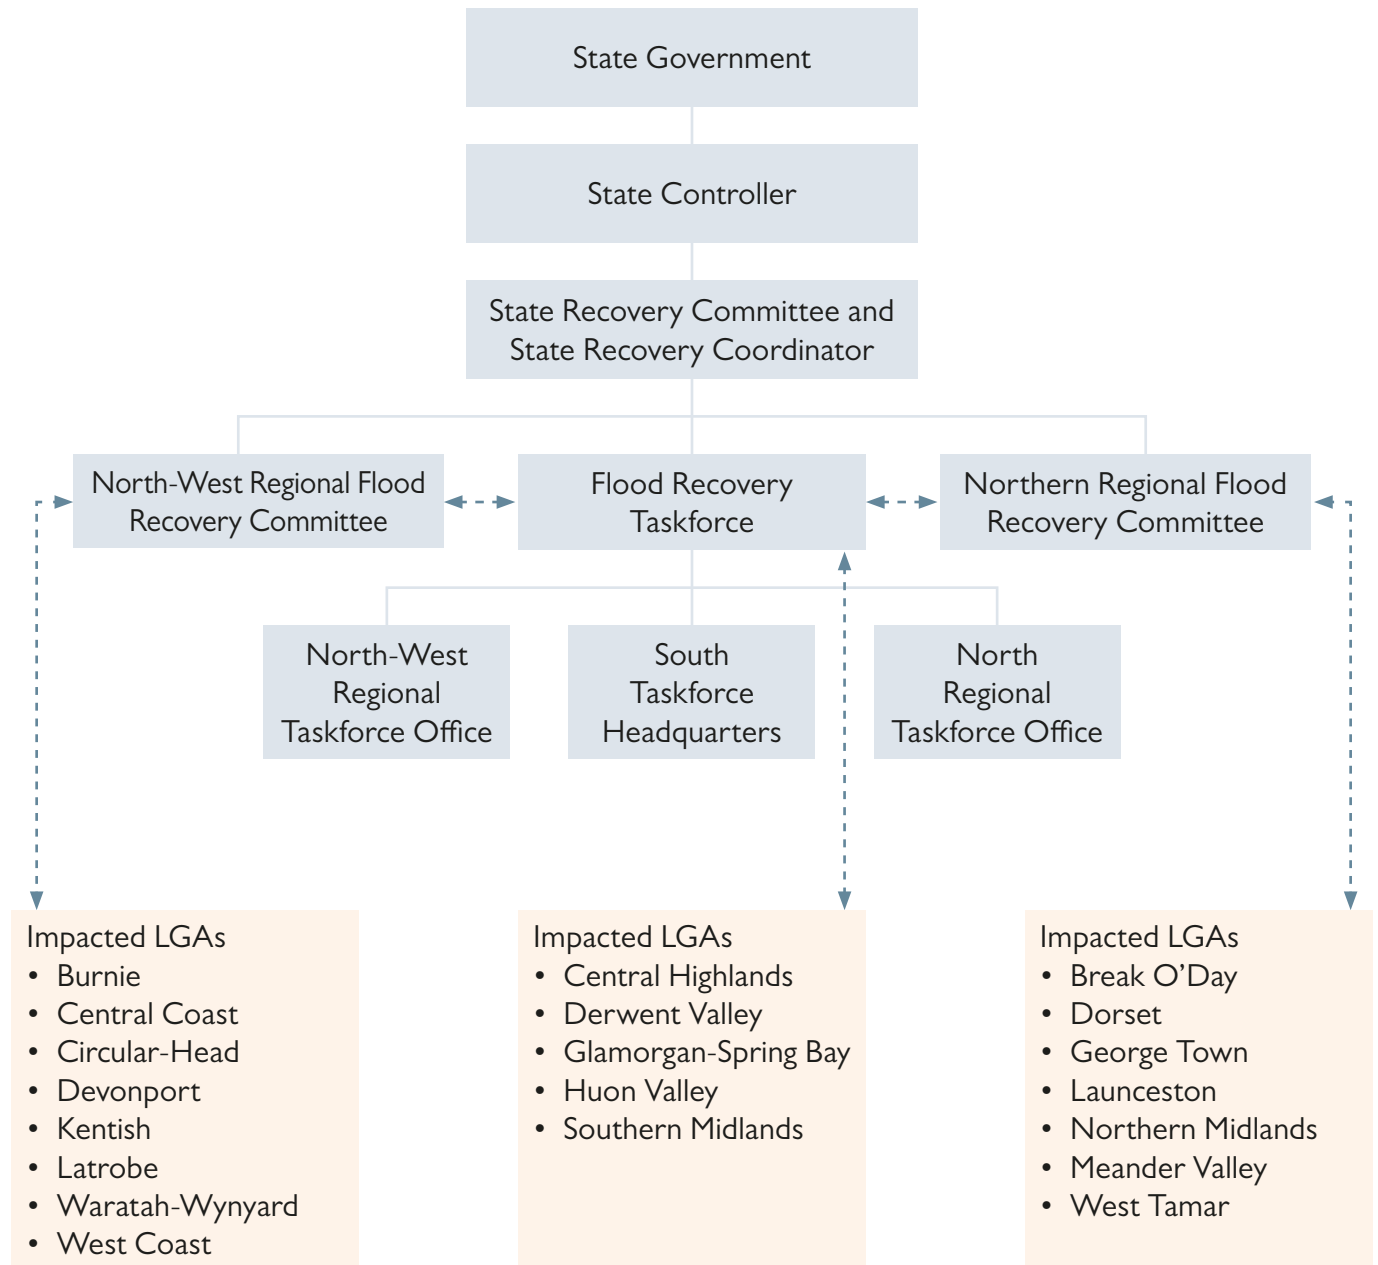 State Government
State Controller
State Recovery Committee and
State Recovery Coordinator
North-West Regional Flood
Recovery Committee
Flood Recovery
Taskforce
Northern Regional Flood
Recovery Committee
North-West
Regional
Taskforce Office
South
Taskforce
Headquarters
North
Regional
Taskforce Office
Impacted LGAs
• Burnie
• Central Coast
• Circular-Head
• Devonport
• Kentish
• Latrobe
• Waratah-Wynyard
• West Coast
Impacted LGAs
• Central Highlands
• Derwent Valley
• Glamorgan-Spring Bay
• Huon Valley
• Southern Midlands
Impacted LGAs
• Break O’Day
• Dorset
• George Town
• Launceston
• Northern Midlands
• Meander Valley
• West Tamar